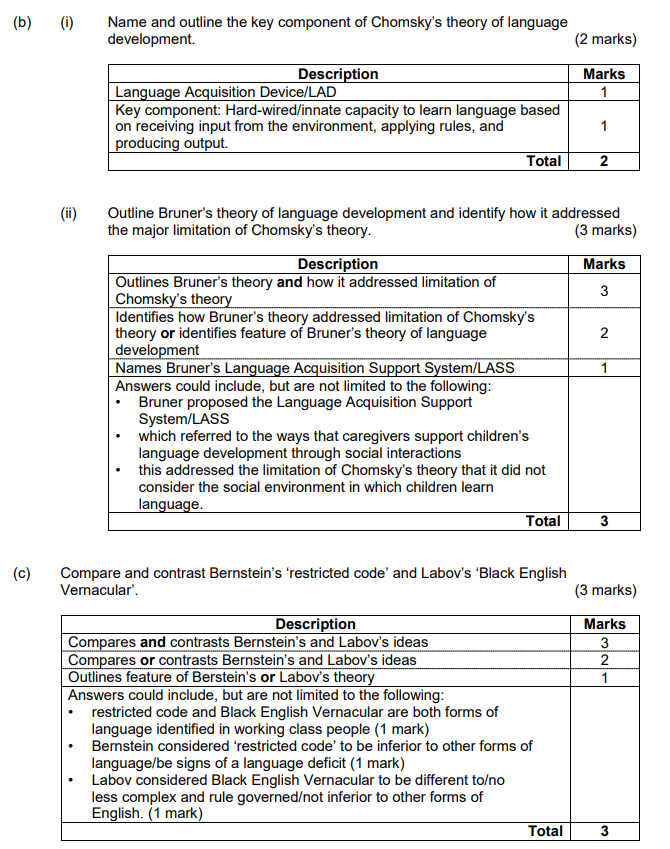 (b) (i) Name and outline the key component of Chomsky's theory of language
development. (2 marks)
Description Marks
Language Acquisition Device/LAD 1
Key component: Hard-wired/innate capacity to learn language based
on receiving input from the environment, applying rules, and 1
producing output.
Total 2
(ii) Outline Bruner's theory of language development and identify how it addressed
the major limitation of Chomsky's theory. (3 marks)
Description Marks
Outlines Bruner's theory and how it addressed limitation of
Chomsky's theory 3
Identifies how Bruner's theory addressed limitation of Chomsky's
theory or identifies feature of Bruner's theory of language 2
development
Names Bruner's Language Acquisition Support System/LASS 1
Answers could include, but are not limited to the following:
• Bruner proposed the Language Acquisition Support
System/LASS
• which referred to the ways that caregivers support children's
language development through social interactions
• this addressed the limitation of Chomsky's theory that it did not
consider the social environment in which children learn
language.
Total 3
(c) Compare and contrast Bernstein's 'restricted code' and Labov's 'Black English
Vernacular'. (3 marks)
Description Marks
Compares and contrasts Bernstein's and Labov's ideas 3
Compares or contrasts Bernstein's and Labov's ideas 2
Outlines feature of Berstein's or Labov's theory 1
Answers could include, but are not limited to the following:
• restricted code and Black English Vernacular are both forms of
language identified in working class people (1 mark)
• Bernstein considered 'restricted code' to be inferior to other forms of
language/be signs of a language deficit (1 mark)
• Labov considered Black English Vernacular to be different to/no
less complex and rule governed/not inferior to other forms of
English. (1 mark)
Total 3